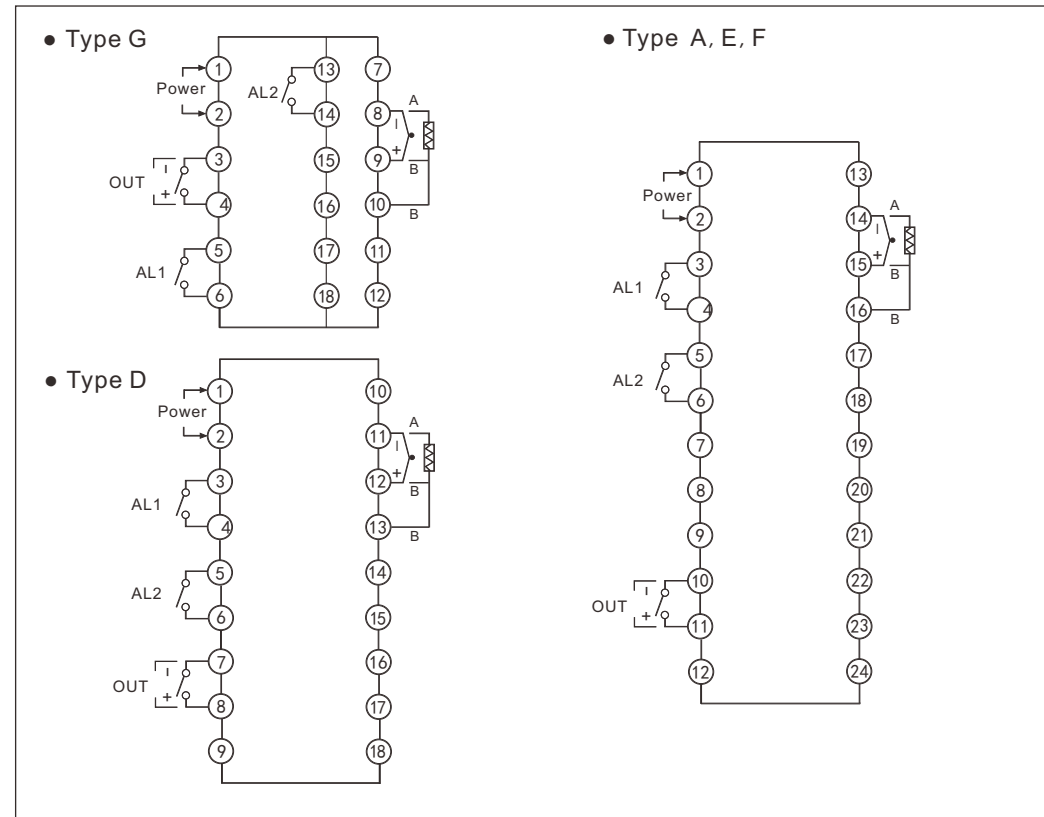 ● Type G
1 13 7
Power AL2 A
2 14 8 −
3 15 9 +
− B
OUT
+
4 16 10
B
5 17 11
AL1
6 18 12
● Type D
1 10
Power
2 11 A
−
3 12 +
AL1 B
4 13
B
5 14
AL2
6 15
7 16
−
OUT
+
8 17
9 18
● Type A, E, F
1 13
Power
2 14 A
−
3 15 +
AL1 B
4 16
B
5 17
AL2
6 18
7 19
8 20
9 21
10 22
−
OUT
+
11 23
12 24